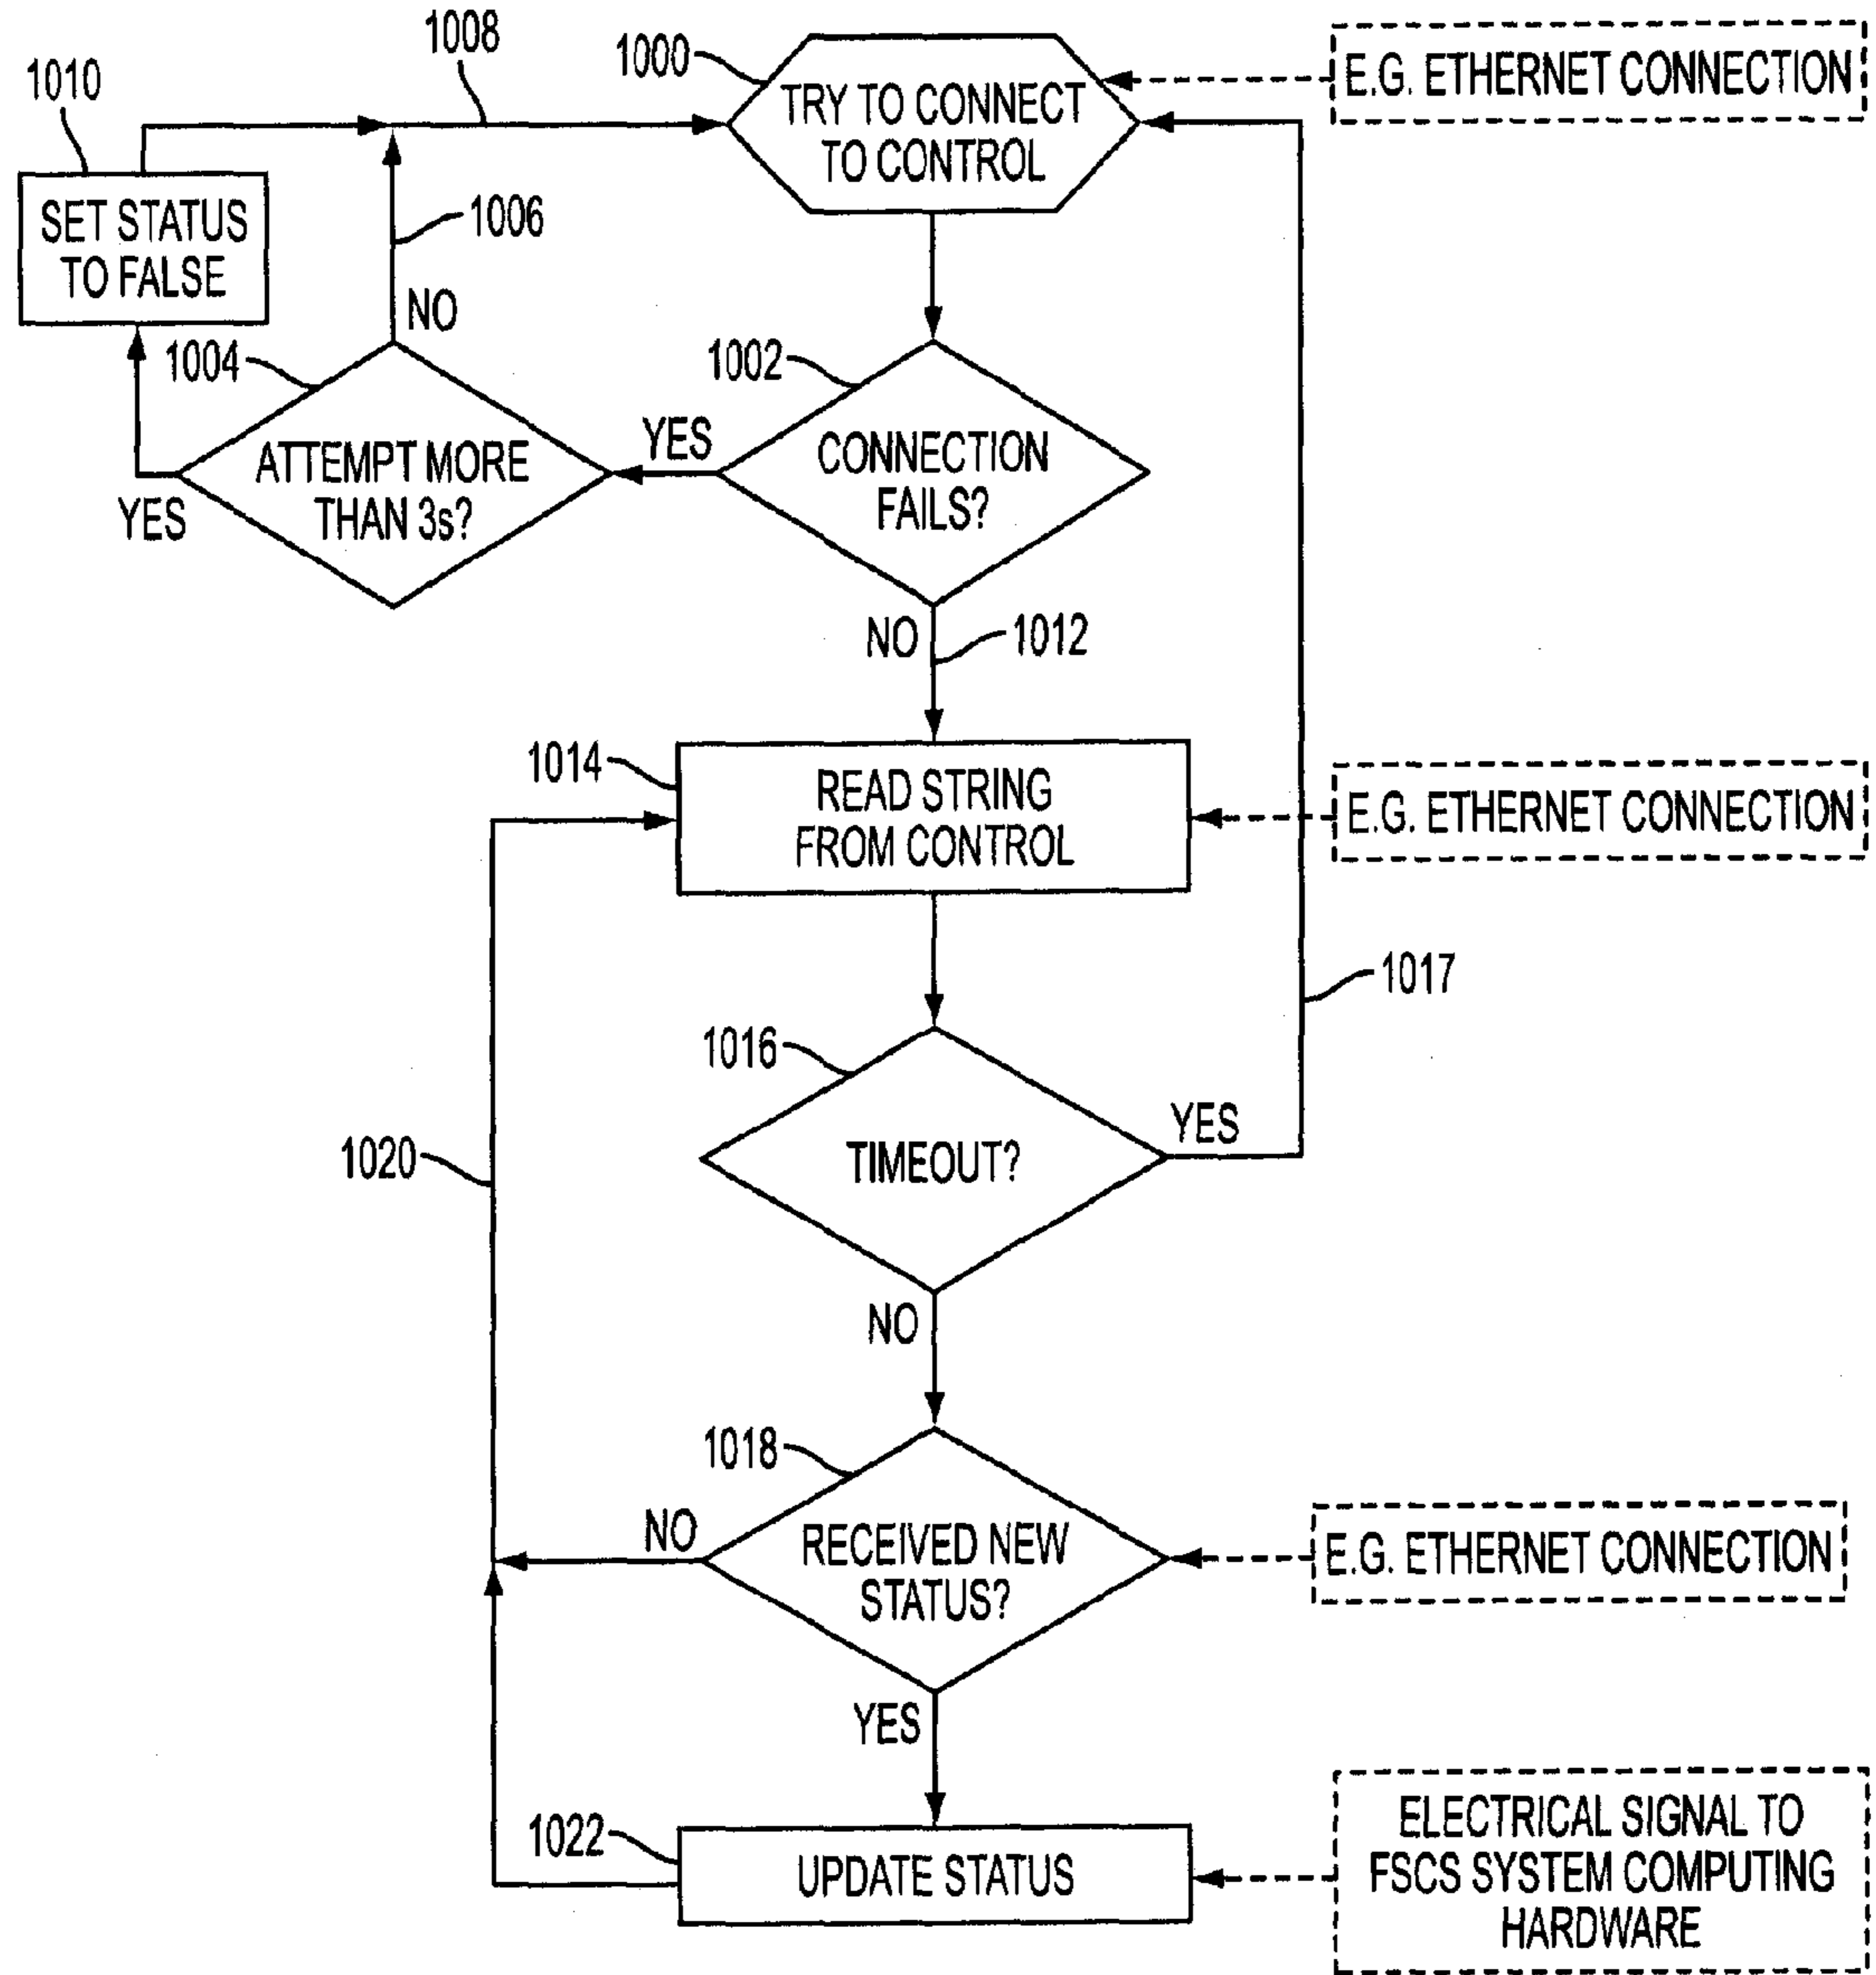 1008
1000
1010
TRY TO CONNECT
TO CONTROL
E.G. ETHERNET CONNECTION
SET STATUS
TO FALSE
1006
NO
1004
1002
ATTEMPT MORE
THAN 3s?
YES
YES
CONNECTION
FAILS?
NO
1012
1014
READ STRING
FROM CONTROL
E.G. ETHERNET CONNECTION
1017
1016
TIMEOUT?
YES
1020
NO
1018
NO
RECEIVED NEW
STATUS?
E.G. ETHERNET CONNECTION
YES
1022
UPDATE STATUS
ELECTRICAL SIGNAL TO
FSCS SYSTEM COMPUTING
HARDWARE